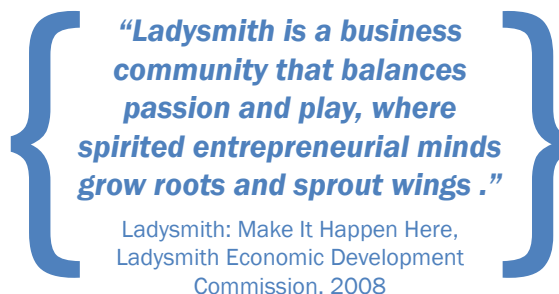 “Ladysmith is a business
community that balances
passion and play, where
spirited entrepreneurial minds
grow roots and sprout wings .”
Ladysmith: Make It Happen Here,
Ladysmith Economic Development
Commission, 2008